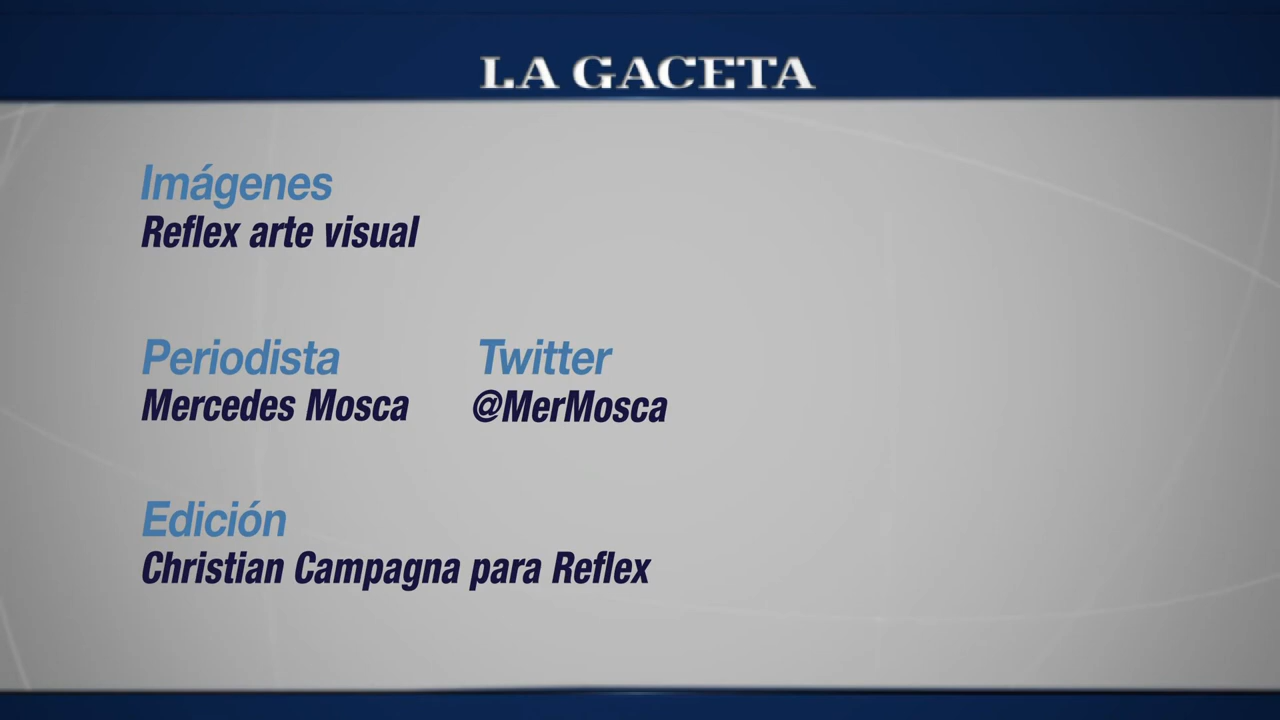 LA GACETA
Imágenes
Reflex arte visual
Periodista
Mercedes Mosca
Twitter
@MerMosca
Edición
Christian Campagna para Reflex